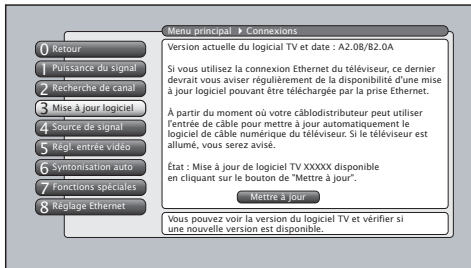 Menu principal Connexions
0 Retour
1 Puissance du signal
2 Recherche de canal
3 Mise à jour logiciel
4 Source de signal
5 Régl. entrée vidéo
6 Syntonisation auto
7 Fonctions spéciales
8 Réglage Ethernet
Version actuelle du logicial TV et date : A2.0B/B2.0A
Si vous utilisez la connexion Ethernet du téléviseur, ce dernier
devrait vous aviser régulièrement de la disponibilité d'une mise
à jour logiciel pouvant être téléchargée par la prise Ethernet.
À partir du moment où votre câblodistributeur peut utiliser
l'entrée de câble pour mettre à jour automatiquement le
logiciel de câble numérique du téléviseur. Si le téléviseur est
allumé, vous serez avisé.
État : Mise à jour de logiciel TV XXXXX disponible
en cliquant sur le bouton de "Mettre à jour".
Mettre à jour
Vous pouvez voir la version du logiciel TV et vérifier si
une nouvelle version est disponible.